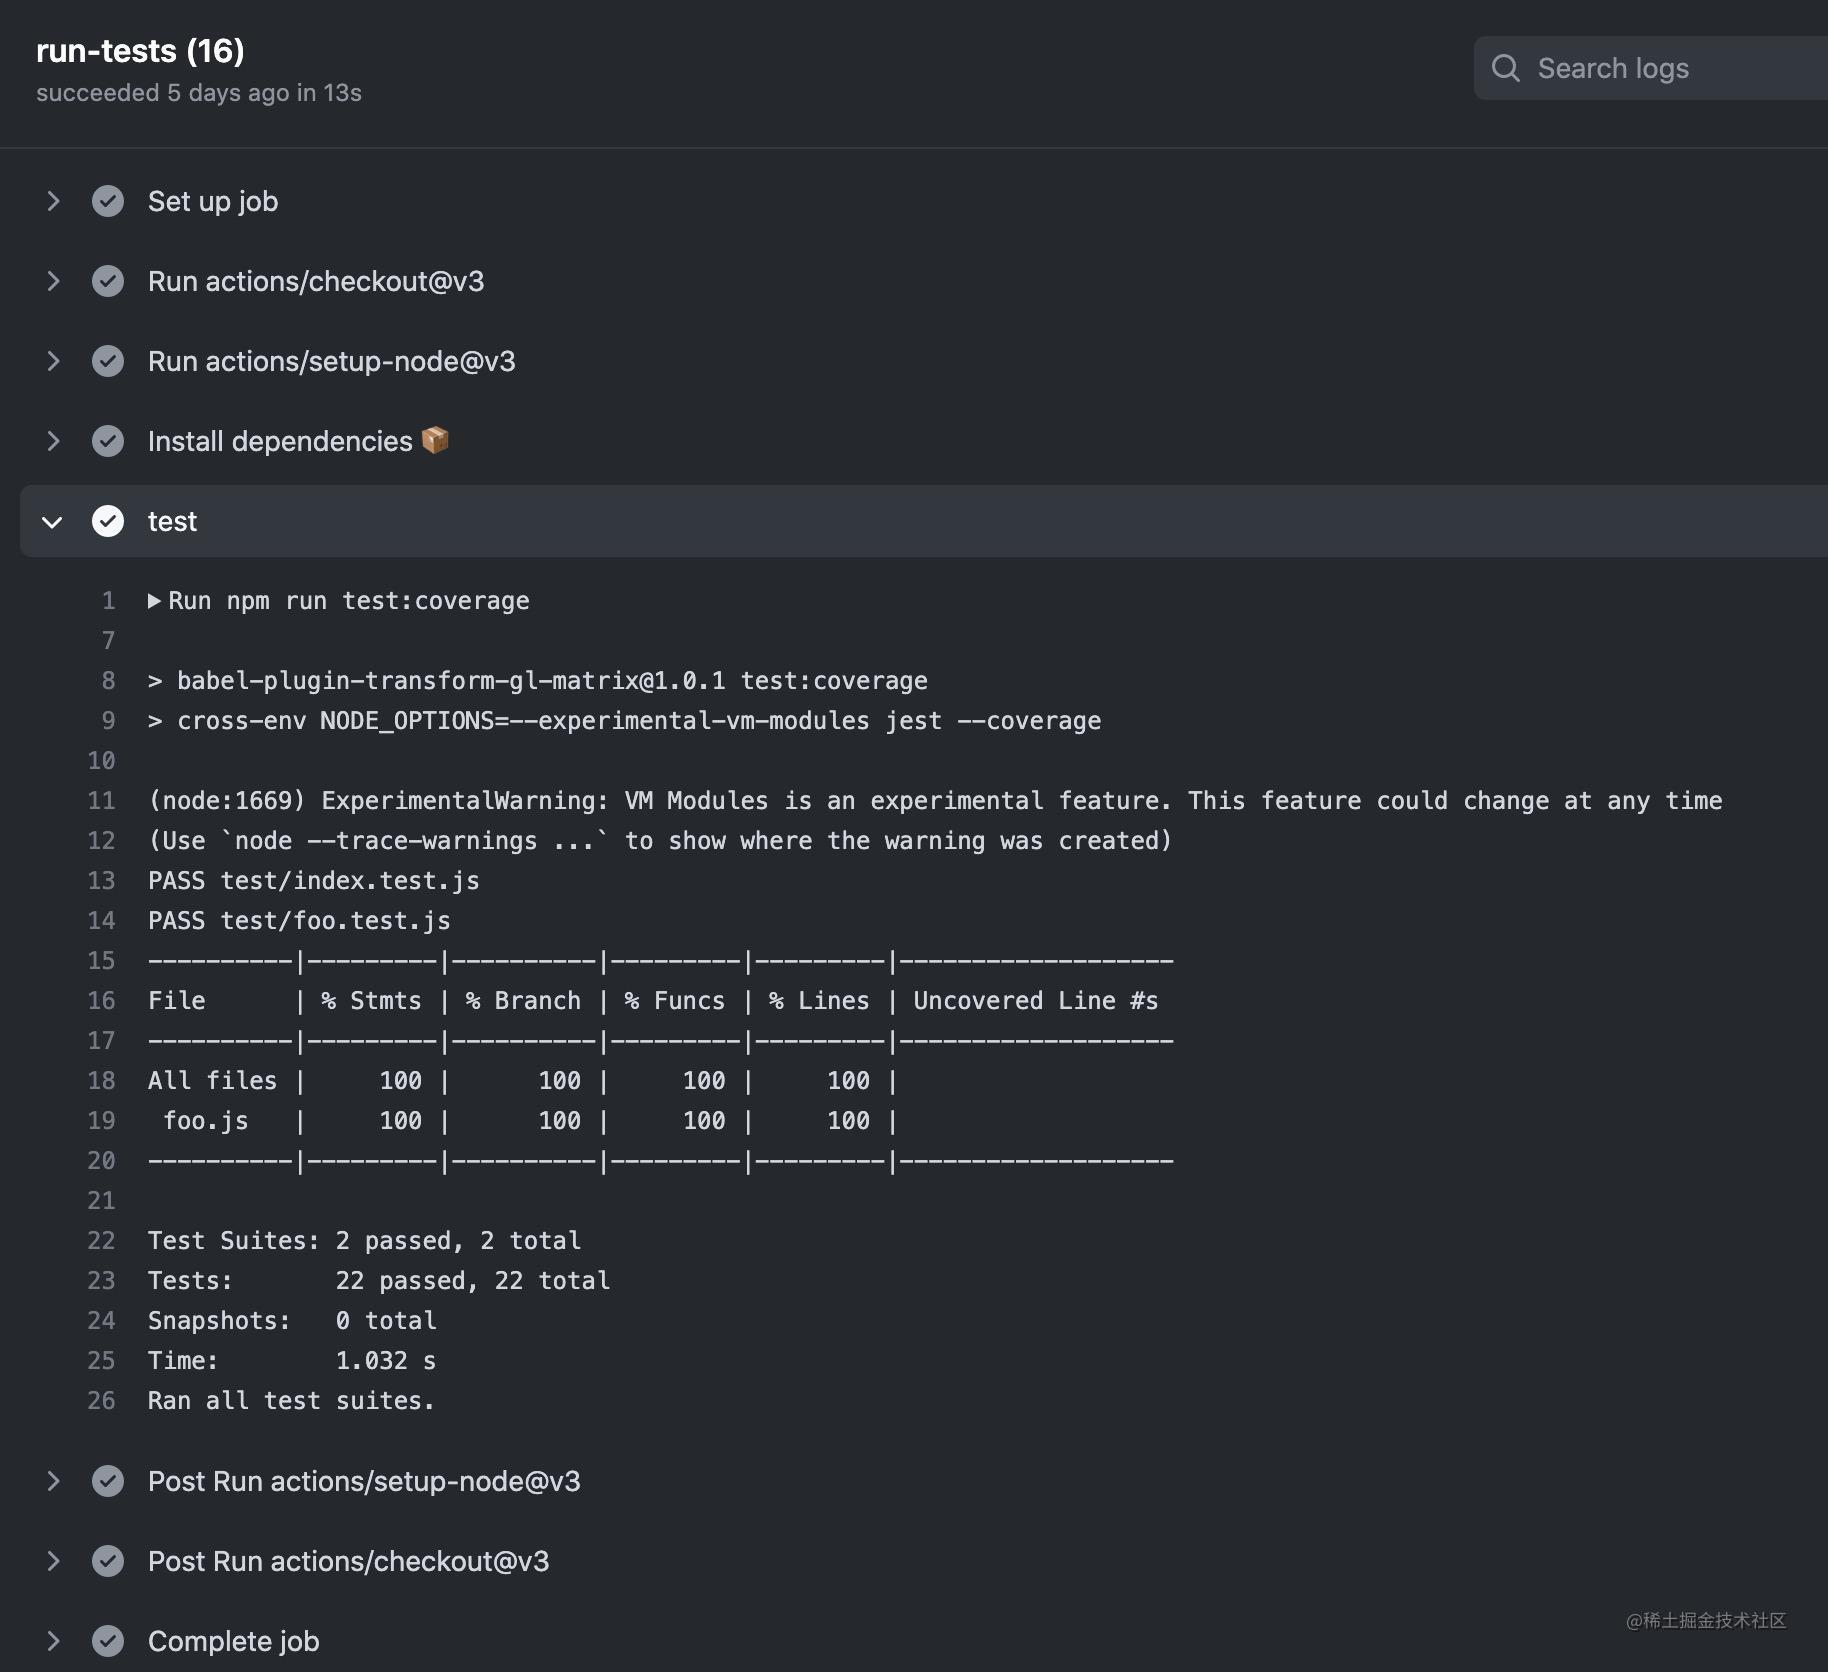 run-tests (16)
succeeded 5 days ago in 13s
Search logs
Set up job
Run actions/checkout@v3
Run actions/setup-node@v3
Install dependencies 📦
test
1 ▶ Run npm run test:coverage
7
8 > babel-plugin-transform-gl-matrix@1.0.1 test:coverage
9 > cross-env NODE_OPTIONS=--experimental-vm-modules jest --coverage
10
11 (node:1669) ExperimentalWarning: VM Modules is an experimental feature. This feature could change at any time
12 (Use `node --trace-warnings ...` to show where the warning was created)
13 PASS test/index.test.js
14 PASS test/foo.test.js
15 ----------|---------|----------|---------|---------|-------------------
16 File      | % Stmts | % Branch | % Funcs | % Lines | Uncovered Line #s
17 ----------|---------|----------|---------|---------|-------------------
18 All files |     100 |      100 |     100 |     100 |
19  foo.js   |     100 |      100 |     100 |     100 |
20 ----------|---------|----------|---------|---------|-------------------
21
22 Test Suites: 2 passed, 2 total
23 Tests:       22 passed, 22 total
24 Snapshots:   0 total
25 Time:        1.032 s
26 Ran all test suites.
Post Run actions/setup-node@v3
Post Run actions/checkout@v3
Complete job
@稀土掘金技术社区